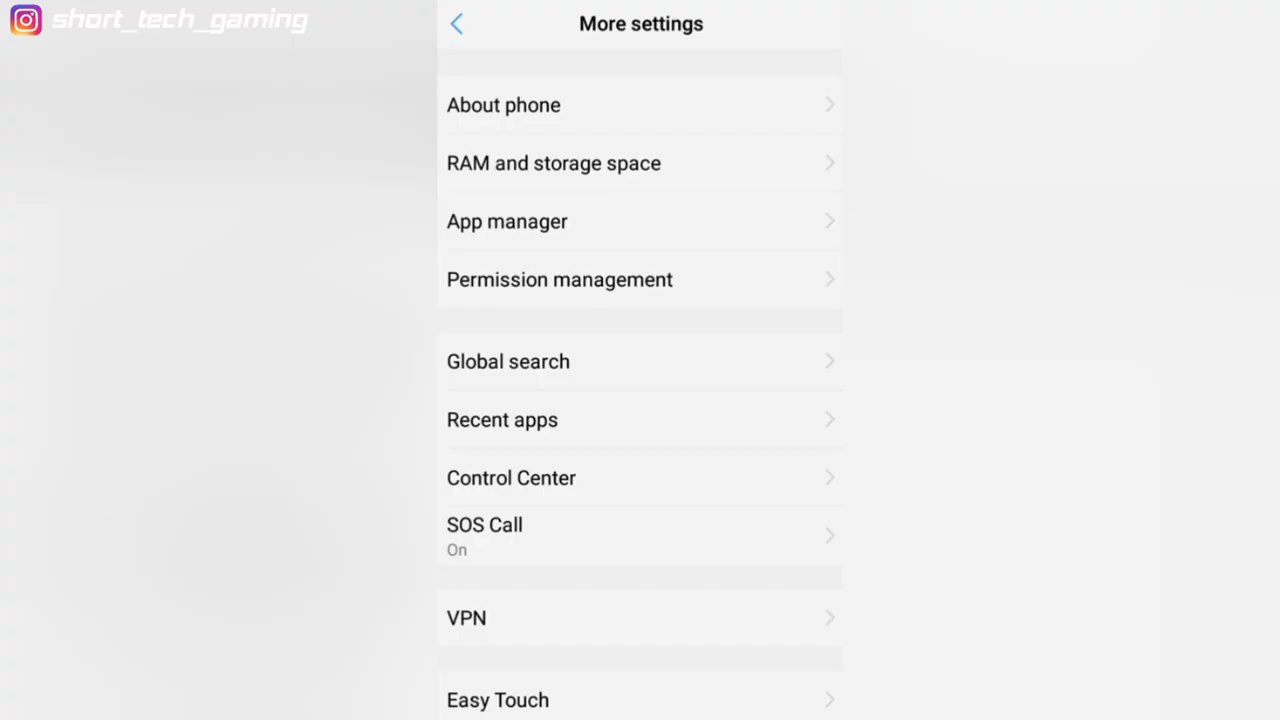 short_tech_gaming
More settings
About phone
RAM and storage space
App manager
Permission management
Global search
Recent apps
Control Center
SOS Call
On
VPN
Easy Touch